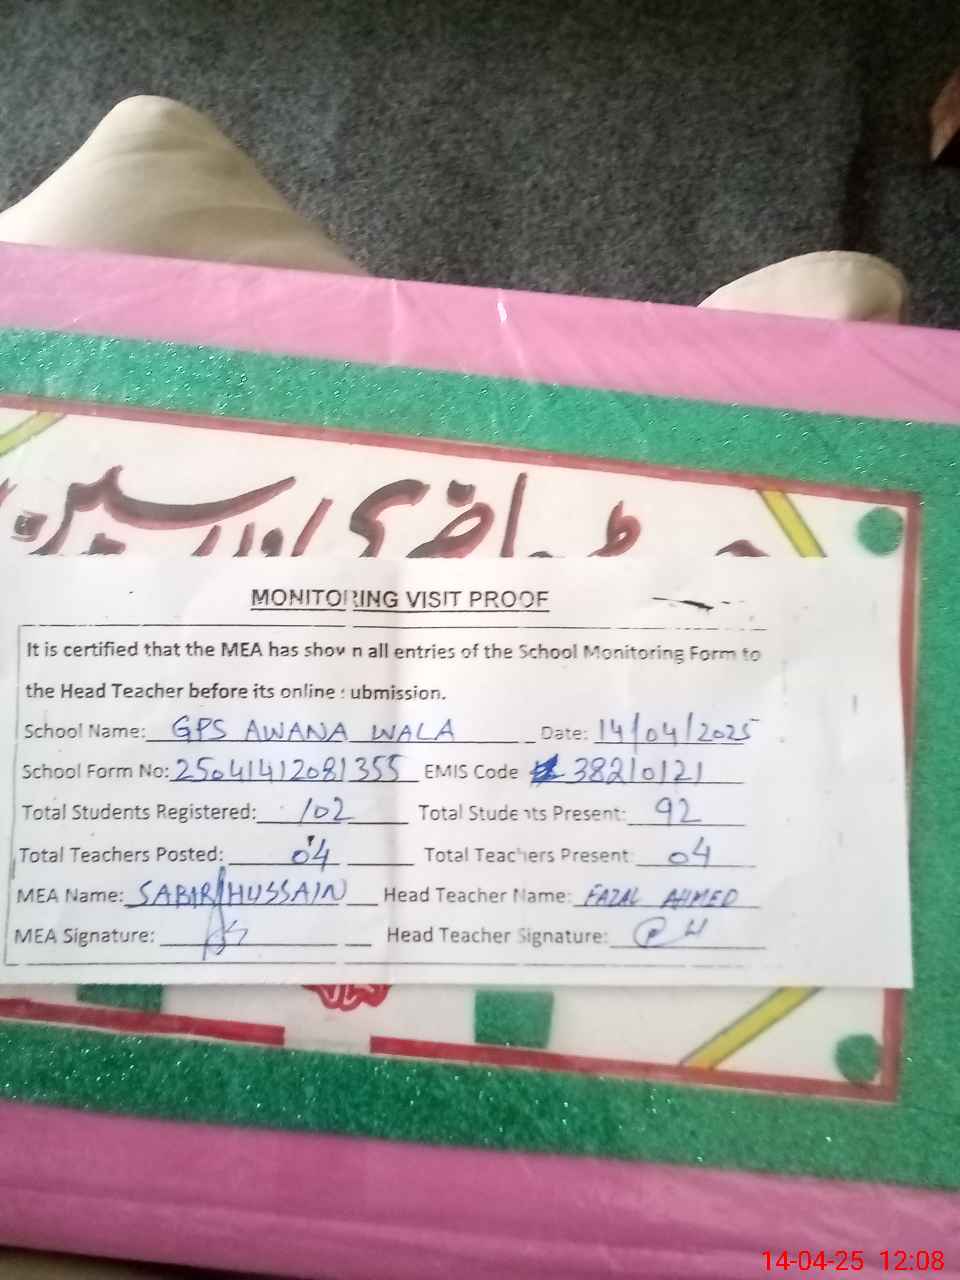 MONITORING VISIT PROOF
It is certified that the MEA has shown all entries of the School Monitoring Form to
the Head Teacher before its online submission.
School Name: GPS AWANA WALA Date: 14/04/2025
School Form No: 25041412081355 EMIS Code 38210121
Total Students Registered: 102 Total Students Present: 92
Total Teachers Posted: 04 Total Teachers Present: 04
MEA Name: SABIR HUSSAIN Head Teacher Name: FAZAL AHMED
MEA Signature: Head Teacher Signature:
14-04-25 12:08